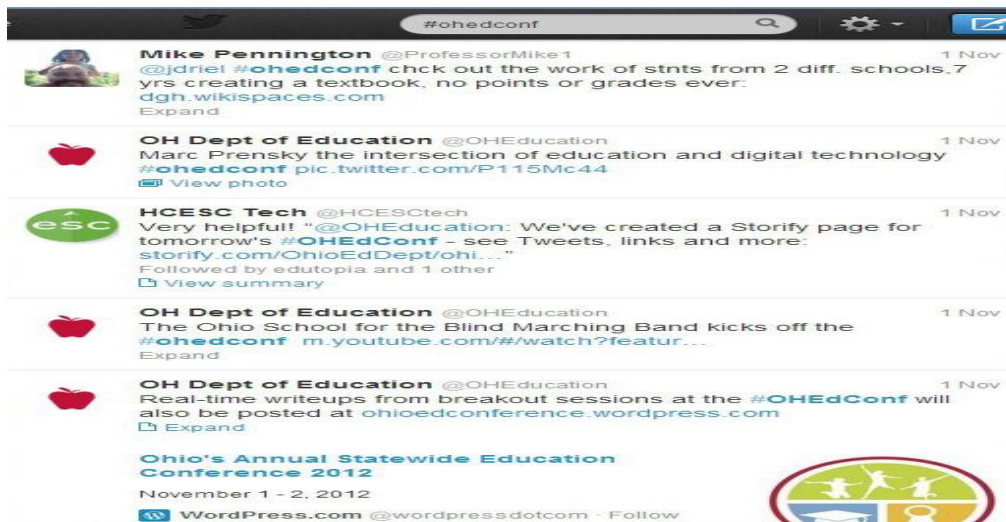 #ohedconf
Mike Pennington @ProfessorMike1 1 Nov
@jdriel #ohedconf chck out the work of stnts from 2 diff. schools,7
yrs creating a textbook, no points or grades ever:
dgh.wikispaces.com
Expand
OH Dept of Education @OHEducation 1 Nov
Marc Prensky the intersection of education and digital technology
#ohedconf pic.twitter.com/P115Mc44
View photo
esc
HCESC Tech @HCESCtech 1 Nov
Very helpful! "@OHEducation: We've created a Storify page for
tomorrow's #OHEdConf - see Tweets, links and more:
storify.com/OhioEdDept/ohi..."
Followed by edutopia and 1 other
View summary
OH Dept of Education @OHEducation 1 Nov
The Ohio School for the Blind Marching Band kicks off the
#ohedconf m.youtube.com/#/watch?featur...
Expand
OH Dept of Education @OHEducation 1 Nov
Real-time writeups from breakout sessions at the #OHEdConf will
also be posted at ohioedconference.wordpress.com
Expand
Ohio's Annual Statewide Education
Conference 2012
November 1 - 2, 2012
WordPress.com @wordpressdotcom · Follow